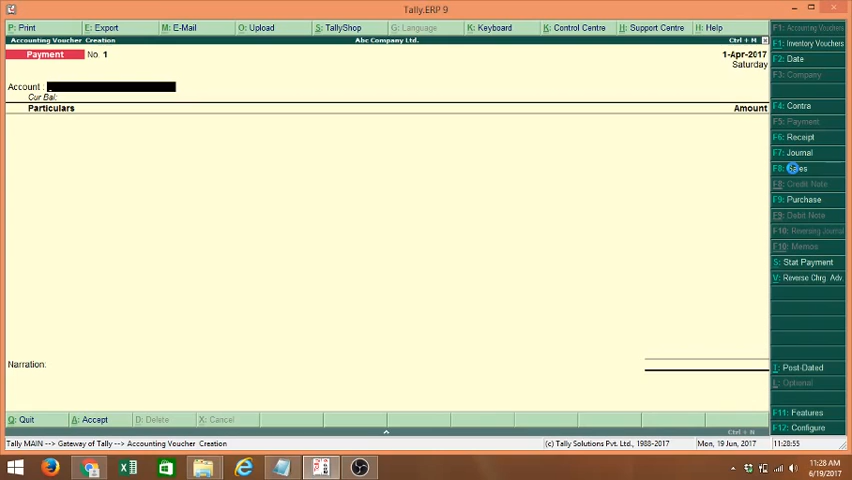 Tally.ERP 9
P: Print
E: Export
M: E-Mail
O: Upload
S: TallyShop
G: Language
K: Keyboard
K: Control Centre
H: Support Centre
H: Help
F1: Accounting Vouchers
Accounting Voucher Creation
Abc Company Ltd.
Ctrl + M
F1: Inventory Vouchers
Payment No 1
1-Apr-2017
Saturday
F2: Date
F3: Company
Account :
Cur Bal:
Particulars
Amount
F4: Contra
F5: Payment
F6: Receipt
F7: Journal
F8: Sales
F8: Credit Note
F9: Purchase
F9: Debit Note
F10: Reversing Journal
F10: Memos
S: Stat Payment
V: Reverse Chrg Adv.
Narration:
T: Post-Dated
L: Optional
F11: Features
F12: Configure
Q: Quit
A: Accept
D: Delete
X: Cancel
Ctrl + N
Tally MAIN --> Gateway of Tally --> Accounting Voucher Creation
(c) Tally Solutions Pvt. Ltd., 1988-2017
Mon, 19 Jun, 2017
11:28:55
11:28 AM
6/19/2017